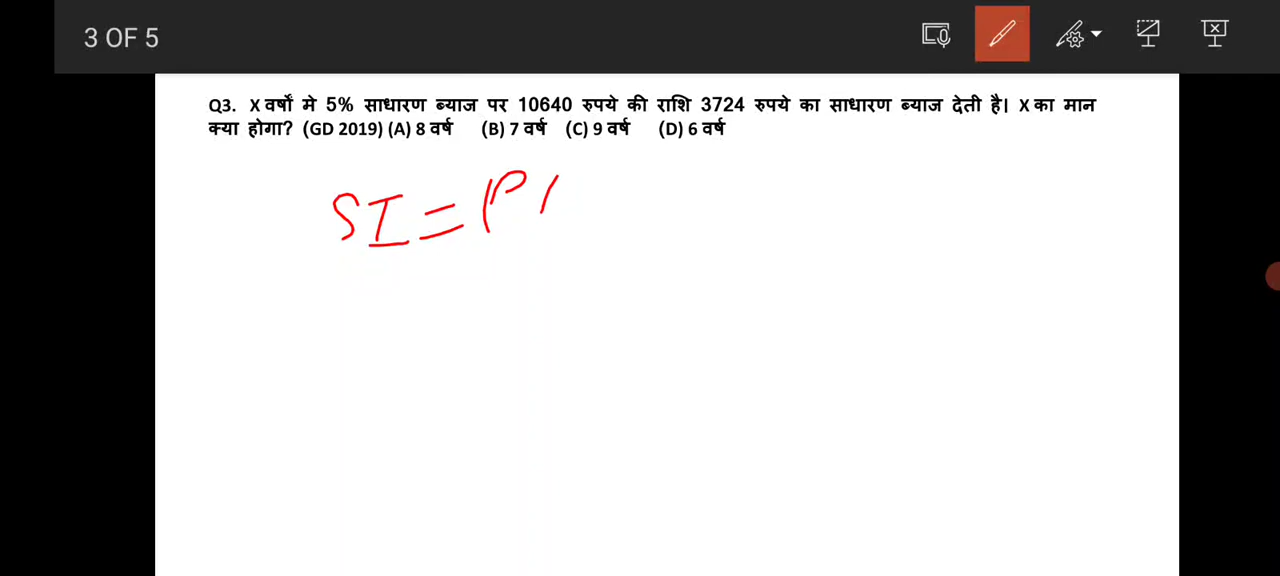 3 OF 5
Q3. X वर्षों मे 5% साधारण ब्याज पर 10640 रुपये की राशि 3724 रुपये का साधारण ब्याज देती है। X का मान
क्या होगा? (GD 2019) (A) 8 वर्ष (B) 7 वर्ष (C) 9 वर्ष (D) 6 वर्ष
SI = P